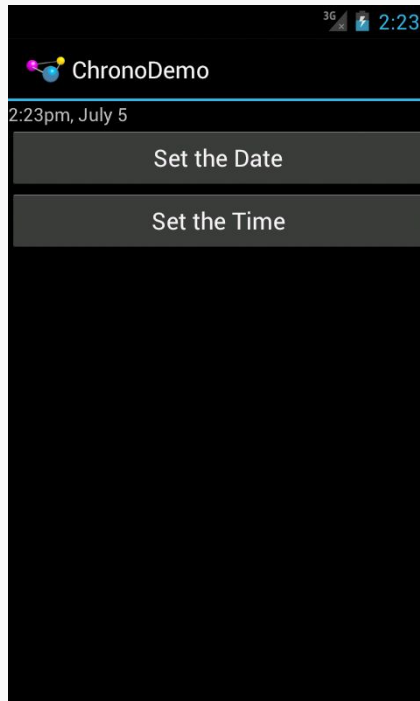 3G 2:23
ChronoDemo
2:23pm, July 5
Set the Date
Set the Time